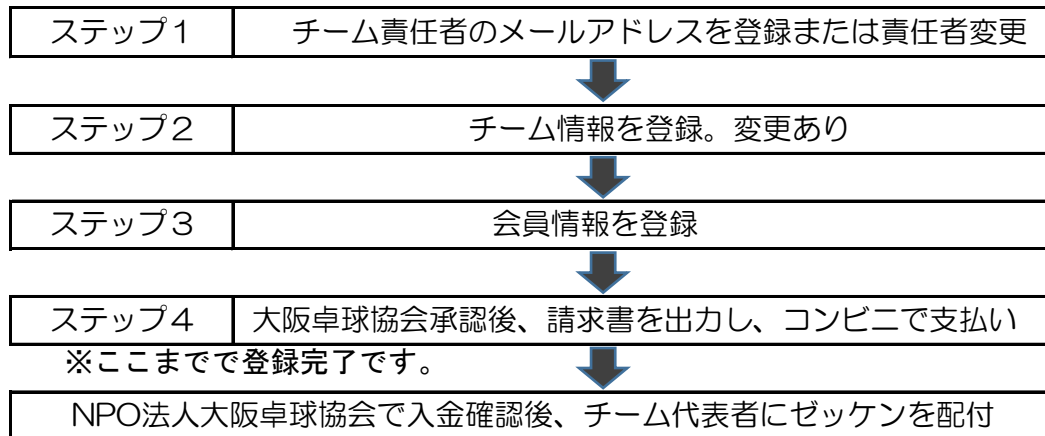 ステップ１ チーム責任者のメールアドレスを登録または責任者変更
ステップ２ チーム情報を登録。変更あり
ステップ３ 会員情報を登録
ステップ４ 大阪卓球協会承認後、請求書を出力し、コンビニで支払い
※ここまでで登録完了です。
NPO法人大阪卓球協会で入金確認後、チーム代表者にゼッケンを配付